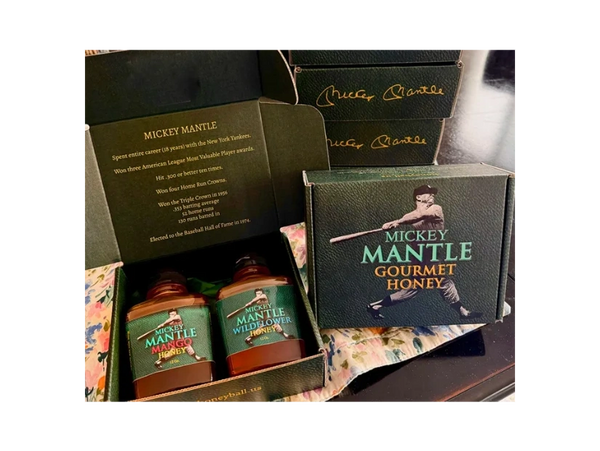 MICKEY MANTLE
Spent entire career (18 years) with the New York Yankees.
Won three American League Most Valuable Player awards.
Hit .300 or better ten times.
Won four Home Run Crowns.
Won the Triple Crown in 1956
.353 batting average
52 home runs
130 runs batted in
Elected to the Baseball Hall of Fame in 1974.
Mickey Mantle
Mickey Mantle
MICKEY
MANTLE
GOURMET
HONEY
MICKEY
MANTLE
MANGO
HONEY
MICKEY
MANTLE
WILDFLOWER
HONEY
honeyball.us